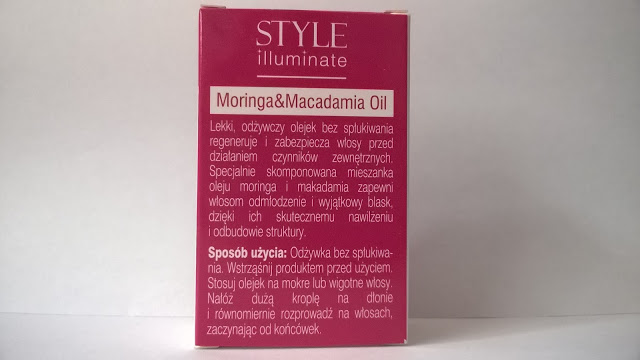 STYLE
illuminate
Moringa&Macadamia Oil
Lekki, odżywczy olejek bez spłukiwania
regeneruje i zabezpiecza włosy przed
działaniem czynników zewnętrznych.
Specjalnie skomponowana mieszanka
oleju moringa i makadamia zapewni
włosom odmłodzenie i wyjątkowy blask,
dzięki ich skutecznemu nawilżeniu
i odbudowie struktury.
Sposób użycia: Odżywka bez spłukiwa-
nia. Wstrząśnij produktem przed użyciem.
Stosuj olejek na mokre lub wigotne włosy.
Nałóż dużą kroplę na dłonie
i równomiernie rozprowadź na włosach,
zaczynając od końcówek.